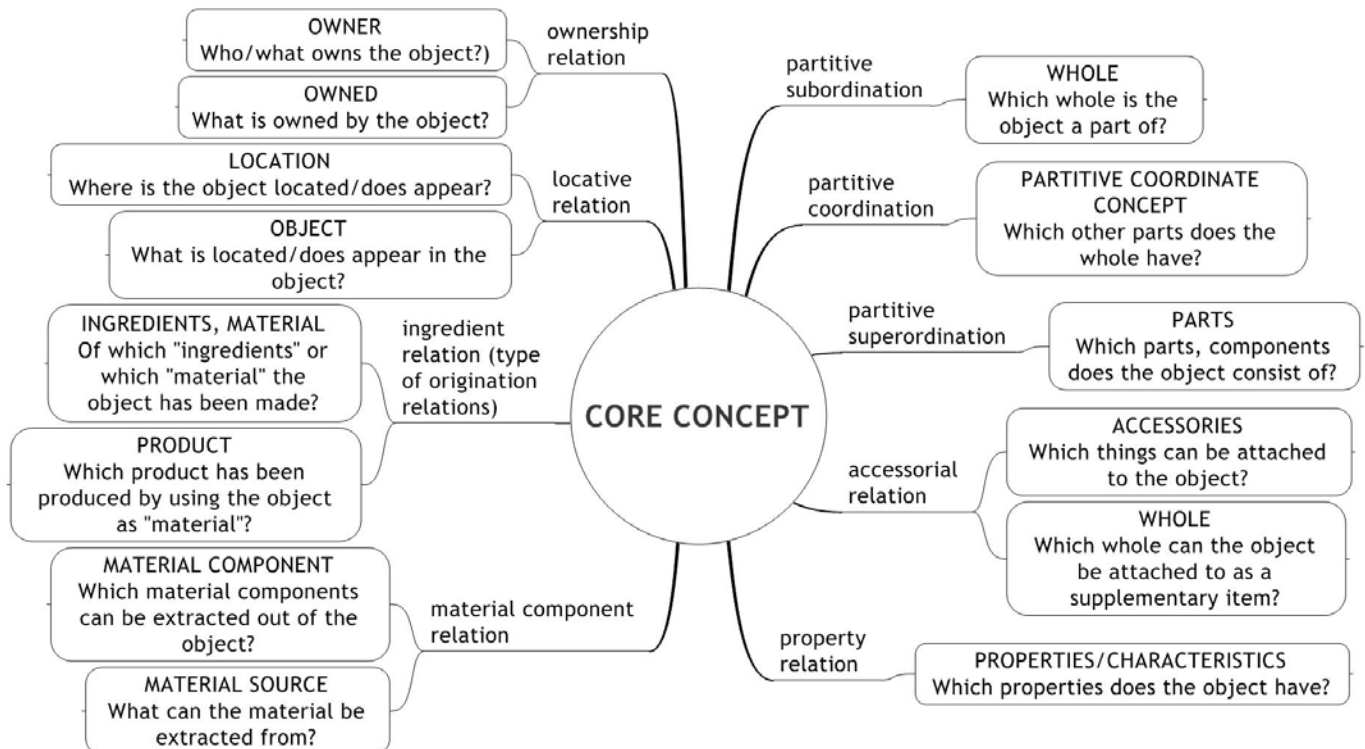 OWNER
Who/what owns the object?)
OWNED
What is owned by the object?
ownership
relation
LOCATION
Where is the object located/does appear?
OBJECT
What is located/does appear in the
object?
locative
relation
INGREDIENTS, MATERIAL
Of which "ingredients" or
which "material" the
object has been made?
PRODUCT
Which product has been
produced by using the object
as "material"?
ingredient
relation (type
of origination
relations)
MATERIAL COMPONENT
Which material components
can be extracted out of the
object?
MATERIAL SOURCE
What can the material be
extracted from?
material component
relation
CORE CONCEPT
partitive
subordination
WHOLE
Which whole is the
object a part of?
partitive
coordination
PARTITIVE COORDINATE
CONCEPT
Which other parts does the
whole have?
partitive
superordination
PARTS
Which parts, components
does the object consist of?
accessorial
relation
ACCESSORIES
Which things can be attached
to the object?
WHOLE
Which whole can the object
be attached to as a
supplementary item?
property
relation
PROPERTIES/CHARACTERISTICS
Which properties does the object have?